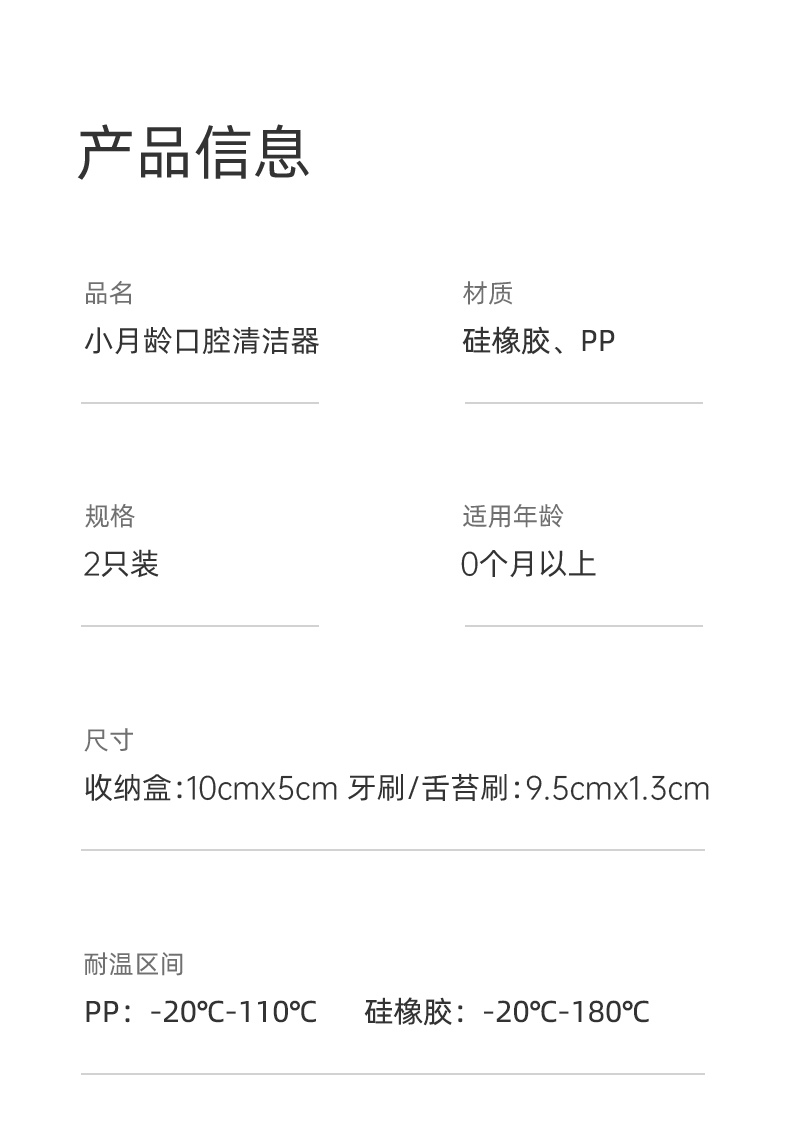 产品信息
品名
小月龄口腔清洁器
材质
硅橡胶、PP
规格
2只装
适用年龄
0个月以上
尺寸
收纳盒:10cmx5cm 牙刷/舌苔刷:9.5cmx1.3cm
耐温区间
PP：-20℃-110℃ 硅橡胶：-20℃-180℃